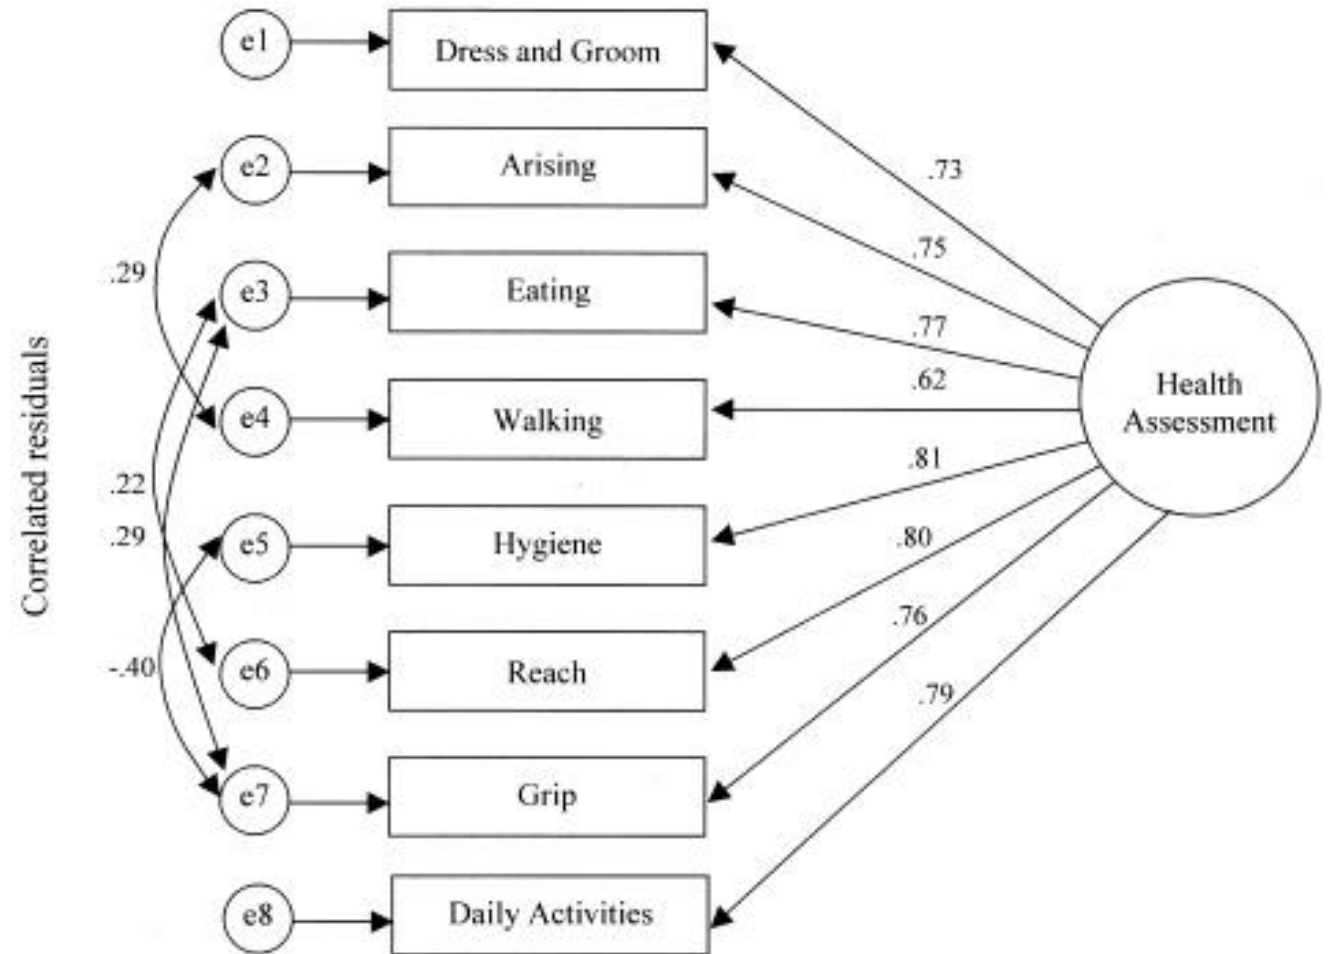 e1
Dress and Groom
.73
e2
Arising
.75
.29
e3
Eating
.77
.62
Health
Assessment
Correlated residuals
e4
Walking
.81
.22
.29
e5
Hygiene
.80
.76
-.40
e6
Reach
.79
e7
Grip
e8
Daily Activities